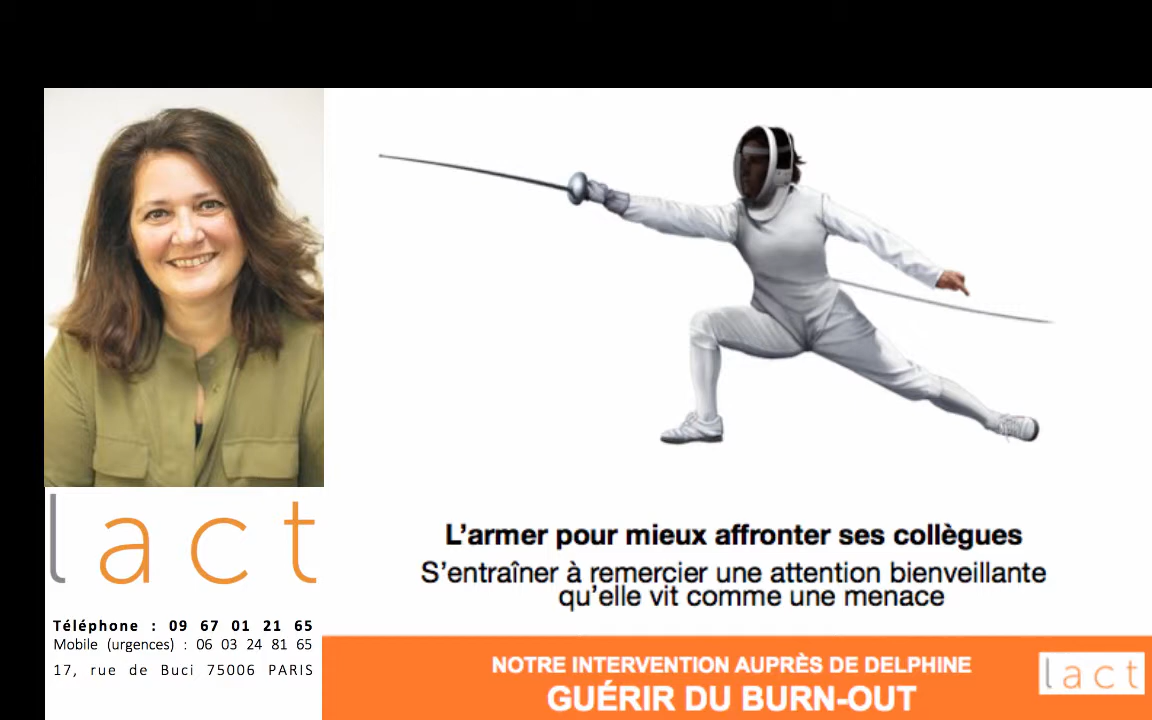 lact
Téléphone : 09 67 01 21 65
Mobile (urgences) : 06 03 24 81 65
17, rue de Buci 75006 PARIS
L'armer pour mieux affronter ses collègues
S'entraîner à remercier une attention bienveillante
qu'elle vit comme une menace
NOTRE INTERVENTION AUPRÈS DE DELPHINE
GUÉRIR DU BURN-OUT
lact